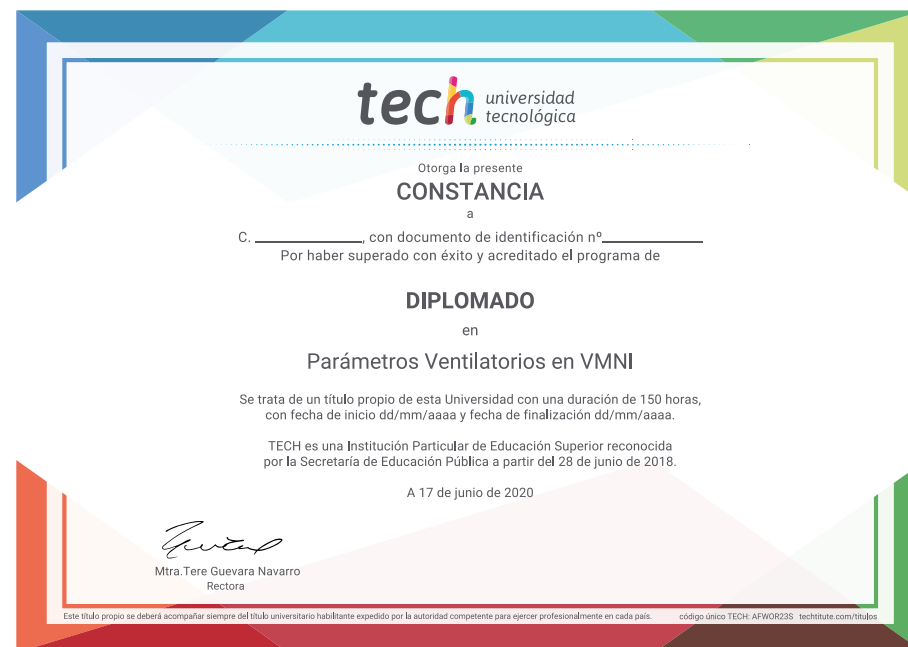 tech universidad
tecnológica
Otorga la presente
CONSTANCIA
a
C. ____________, con documento de identificación nº____________
Por haber superado con éxito y acreditado el programa de
DIPLOMADO
en
Parámetros Ventilatorios en VMNI
Se trata de un título propio de esta Universidad con una duración de 150 horas,
con fecha de inicio dd/mm/aaaa y fecha de finalización dd/mm/aaaa.
TECH es una Institución Particular de Educación Superior reconocida
por la Secretaría de Educación Pública a partir del 28 de junio de 2018.
A 17 de junio de 2020
Mtra.Tere Guevara Navarro
Rectora
Este título propio se deberá acompañar siempre del título universitario habilitante expedido por la autoridad competente para ejercer profesionalmente en cada país. código único TECH: AFWOR23S techtitute.com/titulos